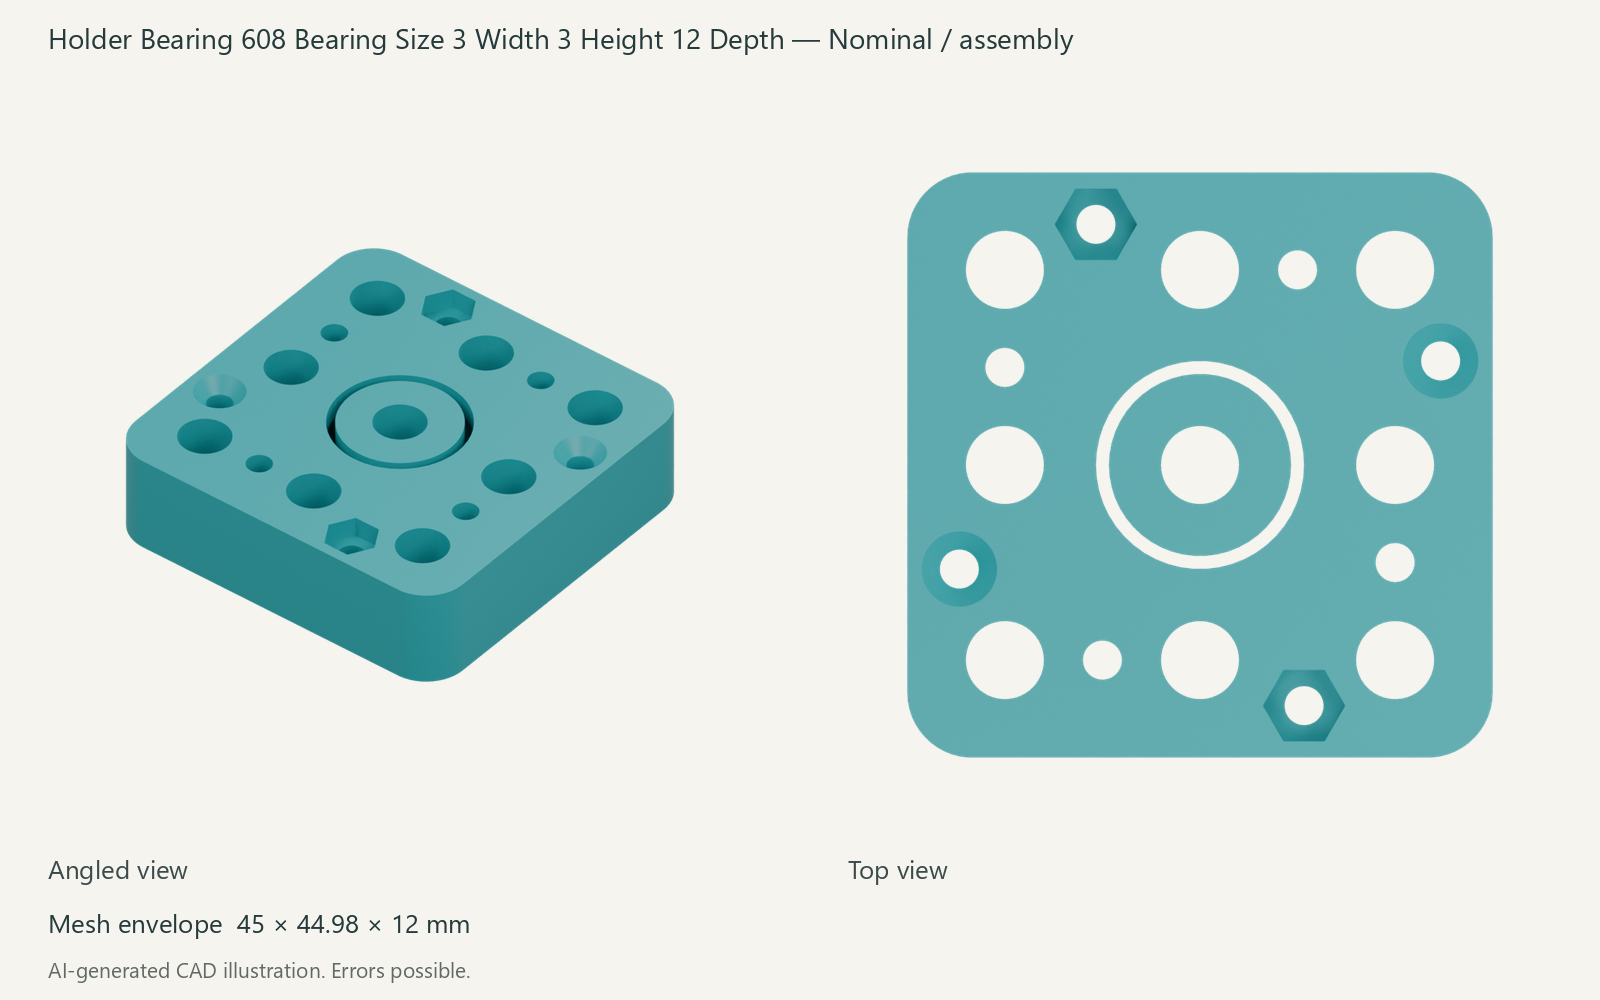 Holder Bearing 608 Bearing Size 3 Width 3 Height 12 Depth — Nominal / assembly
Angled view
Top view
Mesh envelope 45 × 44.98 × 12 mm
AI-generated CAD illustration. Errors possible.